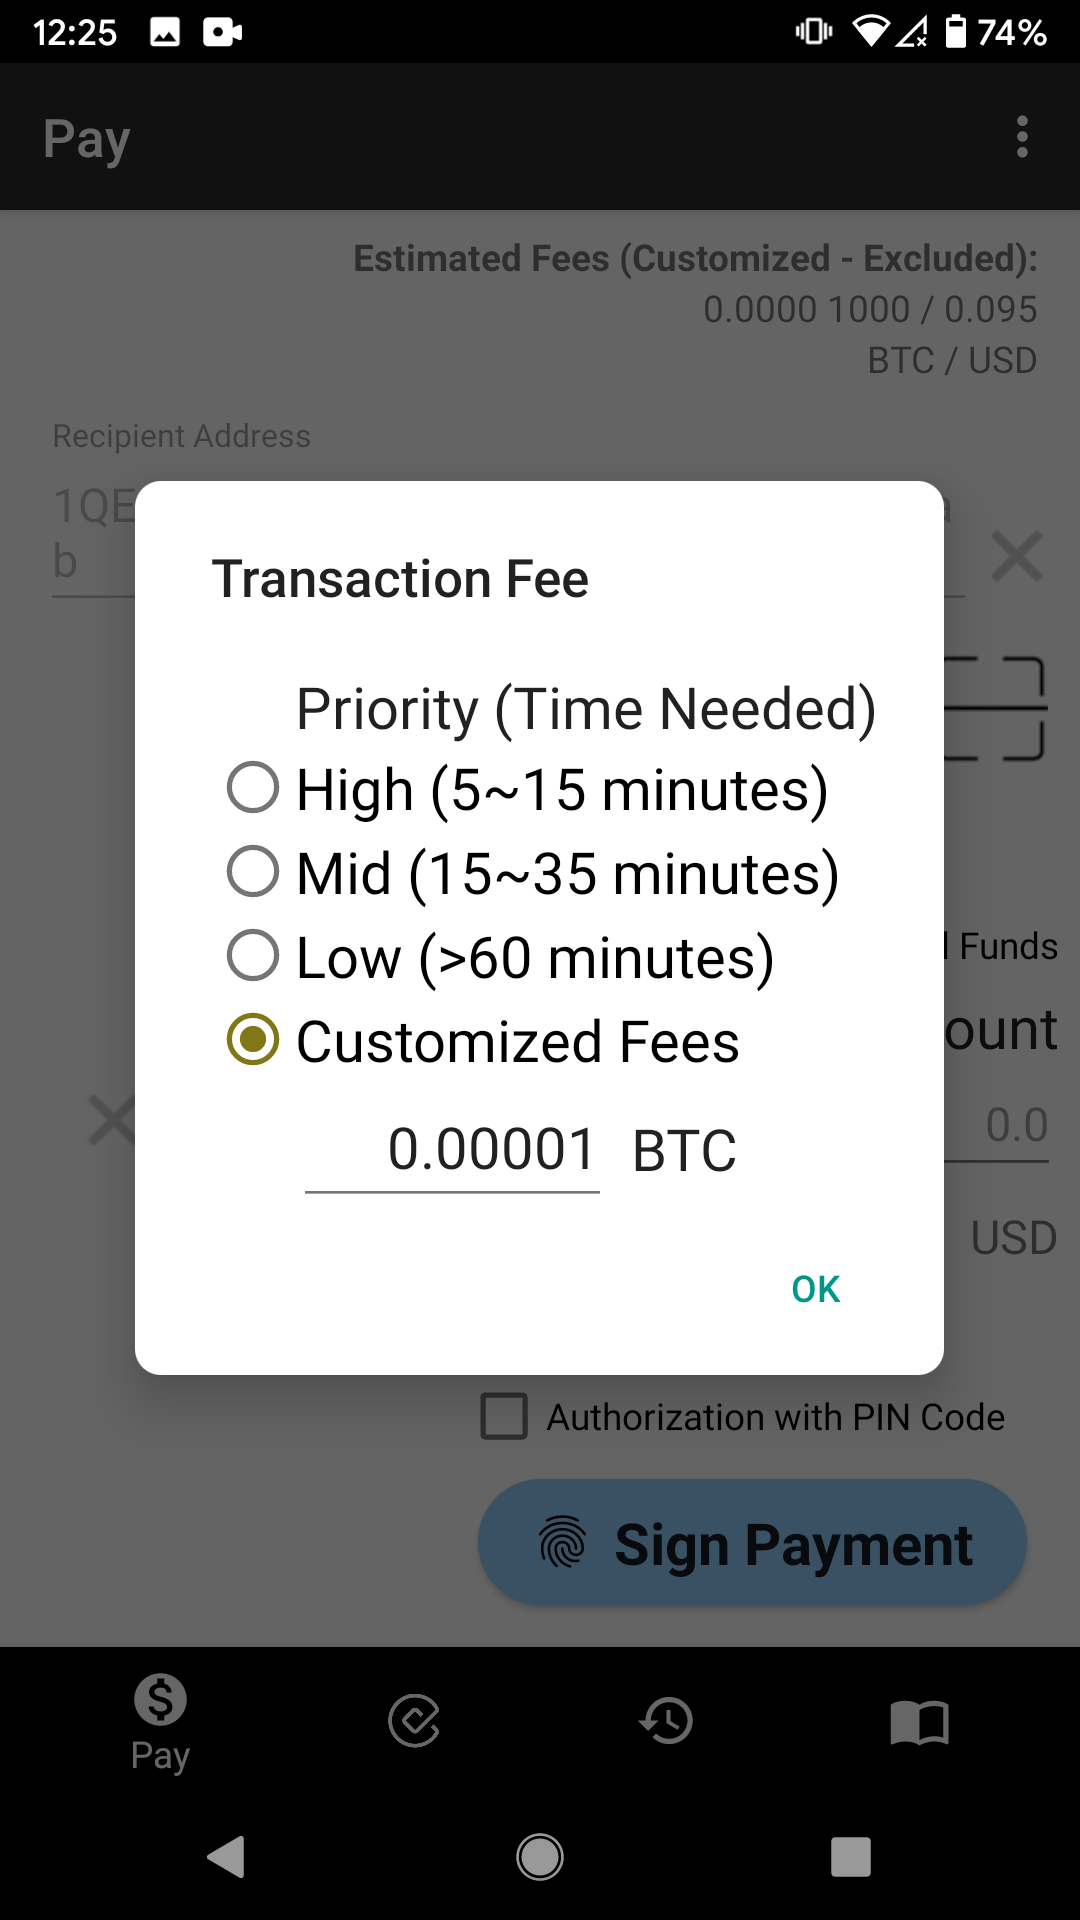 12:25
74%
Pay
Estimated Fees (Customized - Excluded):
0.0000 1000 / 0.095
BTC / USD
Recipient Address
1QE
b
Transaction Fee
Priority (Time Needed)
High (5~15 minutes)
Mid (15~35 minutes)
Low (>60 minutes)
Customized Fees
0.00001 BTC
OK
Funds
ount
0.0
USD
Authorization with PIN Code
Sign Payment
Pay